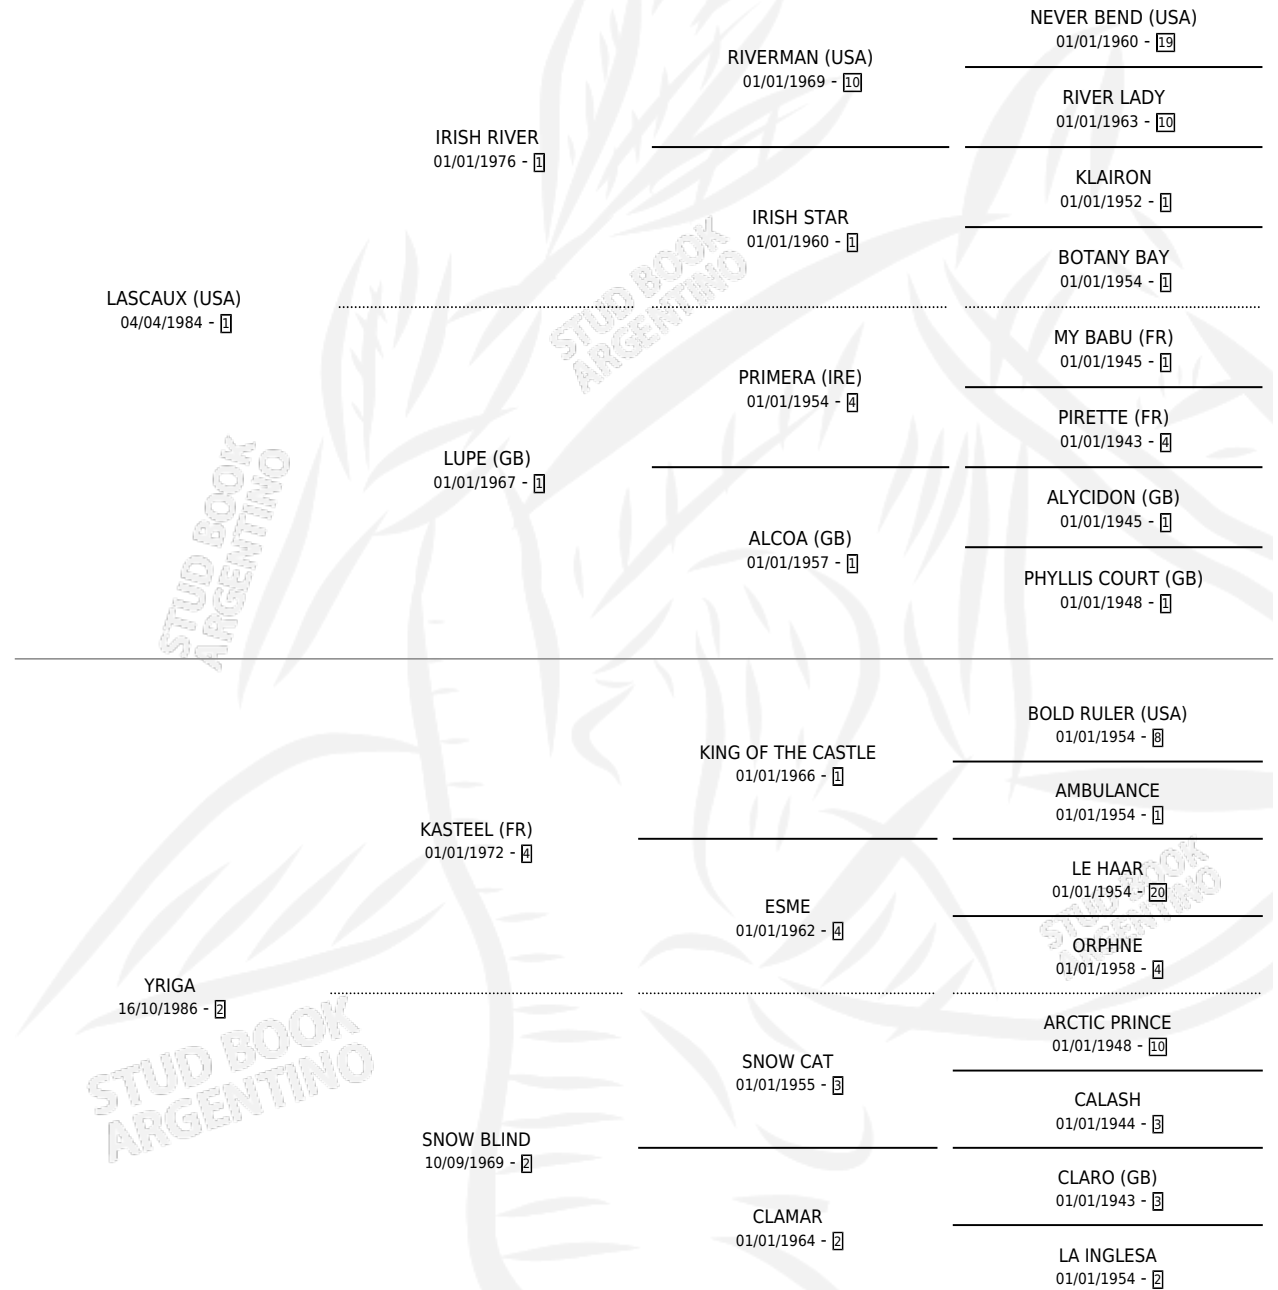 NEVER BEND (USA)
01/01/1960 - 19
RIVERMAN (USA)
01/01/1969 - 10
RIVER LADY
01/01/1963 - 10
IRISH RIVER
01/01/1976 - 1
KLAIRON
01/01/1952 - 1
IRISH STAR
01/01/1960 - 1
BOTANY BAY
01/01/1954 - 1
LASCAUX (USA)
04/04/1984 - 1
STUD BOOK
ARGENTINO
MY BABU (FR)
01/01/1945 - 1
PRIMERA (IRE)
01/01/1954 - 4
PIRETTE (FR)
01/01/1943 - 4
LUPE (GB)
01/01/1967 - 1
ALYCIDON (GB)
01/01/1945 - 1
ALCOA (GB)
01/01/1957 - 1
PHYLLIS COURT (GB)
01/01/1948 - 1
STUD BOOK
ARGENTINO
BOLD RULER (USA)
01/01/1954 - 8
KING OF THE CASTLE
01/01/1966 - 1
AMBULANCE
01/01/1954 - 1
KASTEEL (FR)
01/01/1972 - 4
LE HAAR
01/01/1954 - 20
ESME
01/01/1962 - 4
ORPHNE
01/01/1958 - 4
STUD BOOK
ARGENTINO
YRIGA
16/10/1986 - 2
ARCTIC PRINCE
01/01/1948 - 10
SNOW CAT
01/01/1955 - 3
CALASH
01/01/1944 - 3
STUD BOOK
ARGENTINO
SNOW BLIND
10/09/1969 - 2
CLARO (GB)
01/01/1943 - 3
CLAMAR
01/01/1964 - 2
LA INGLESA
01/01/1954 - 2